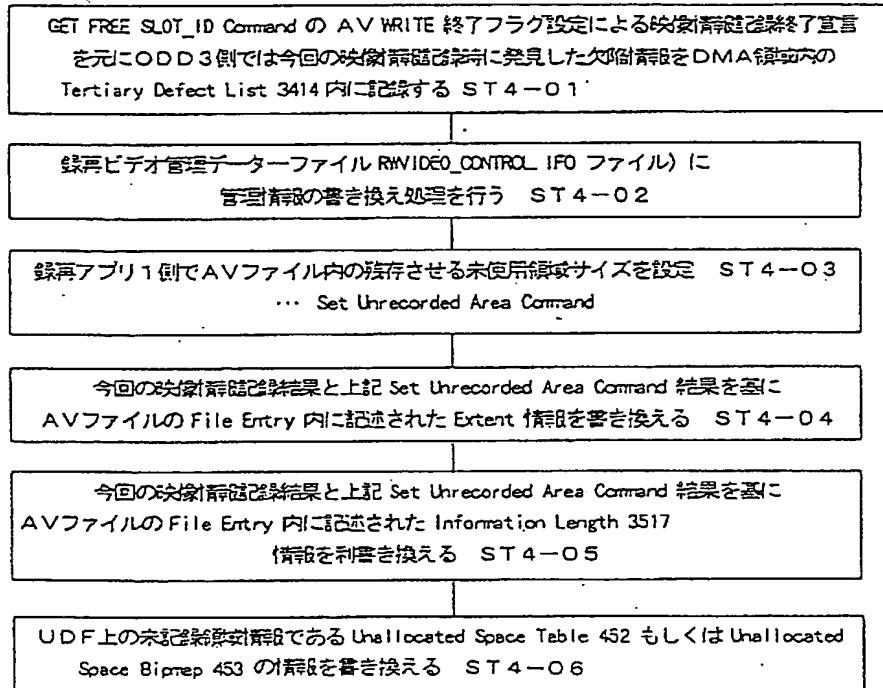 GET FREE SLOT_ID Command の AV WRITE 終了フラグ設定による映像情報記録終了宣言
を元にODD3側では今回の映像情報記録時に発見した欠陥情報をDMA領域内の
Tertiary Defect List 3414 内に記録する ST4-01
録再ビデオ管理データーファイル RWVIDEO_CONTROL IFO ファイル) に
管理情報の書き換え処理を行う ST4-02
録再アプリ1側でAVファイル内の残存させる未使用領域サイズを設定 ST4-03
… Set Unrecorded Area Command
今回の映像情報記録結果と上記 Set Unrecorded Area Command 結果を基に
AVファイルの File Entry 内に記述された Extent 情報を書き換える ST4-04
今回の映像情報記録結果と上記 Set Unrecorded Area Command 結果を基に
AVファイルの File Entry 内に記述された Information Length 3517
情報を利書き換える ST4-05
UDF上の未記録領域情報である Unallocated Space Table 452 もしくは Unallocated
Space Bitmap 453 の情報を書き換える ST4-06